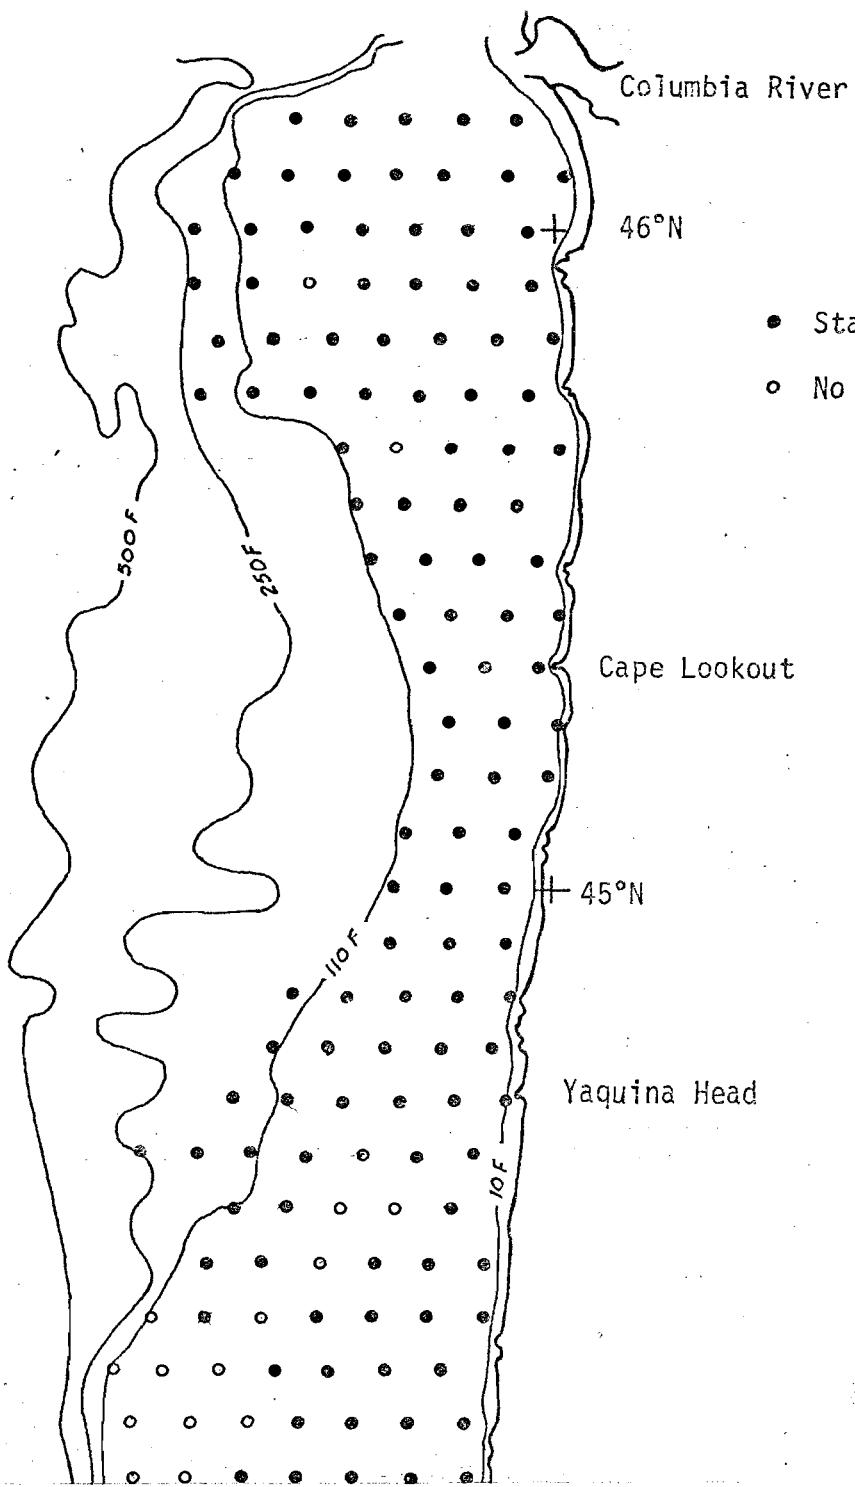 Columbia River
46°N
● Sta
○ No
500F
250F
Cape Lookout
45°N
110F
Yaquina Head
10F